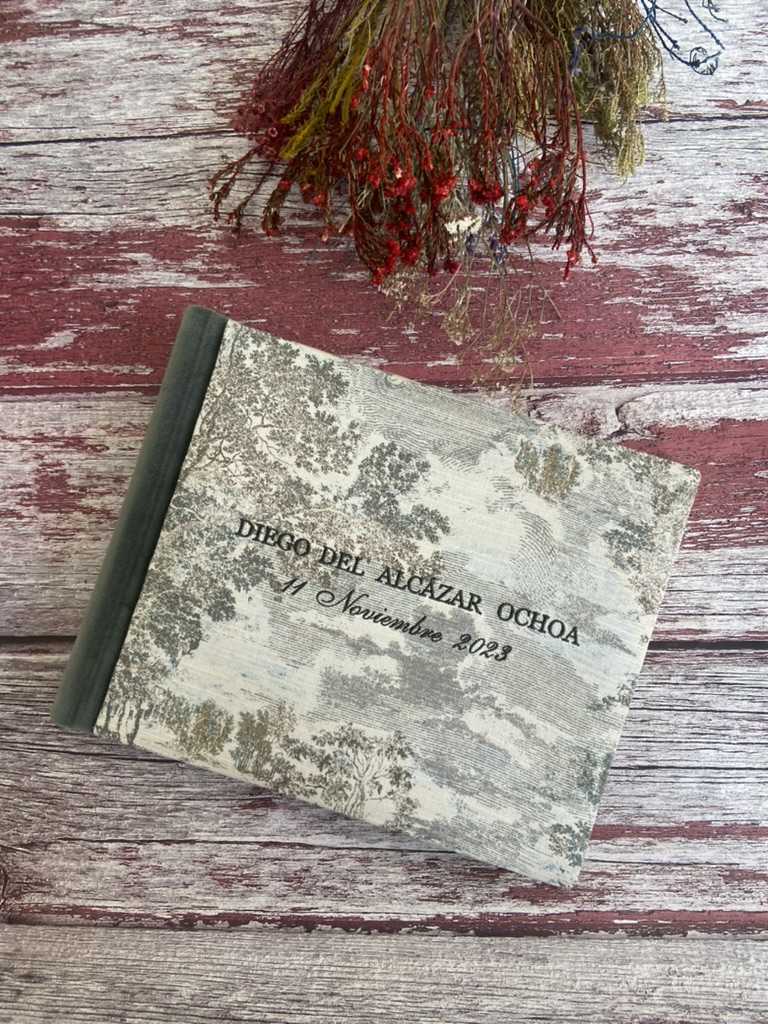 DIEGO DEL ALCÁZAR OCHOA
11 Noviembre 2023